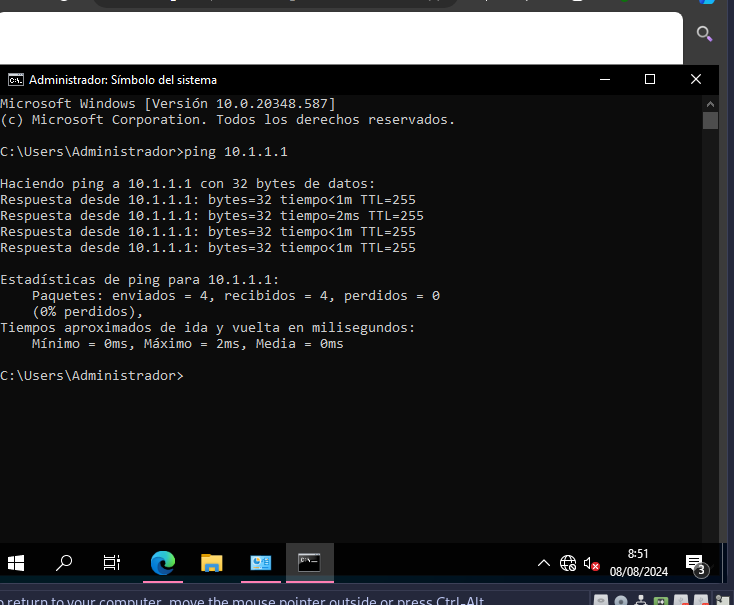 Administrador: Símbolo del sistema
Microsoft Windows [Versión 10.0.20348.587]
(c) Microsoft Corporation. Todos los derechos reservados.
C:\Users\Administrador>ping 10.1.1.1
Haciendo ping a 10.1.1.1 con 32 bytes de datos:
Respuesta desde 10.1.1.1: bytes=32 tiempo<1m TTL=255
Respuesta desde 10.1.1.1: bytes=32 tiempo=2ms TTL=255
Respuesta desde 10.1.1.1: bytes=32 tiempo<1m TTL=255
Respuesta desde 10.1.1.1: bytes=32 tiempo<1m TTL=255
Estadísticas de ping para 10.1.1.1:
Paquetes: enviados = 4, recibidos = 4, perdidos = 0
(0% perdidos),
Tiempos aproximados de ida y vuelta en milisegundos:
Mínimo = 0ms, Máximo = 2ms, Media = 0ms
C:\Users\Administrador>
8:51
08/08/2024
3
o return to your computer, move the mouse pointer outside or press Ctrl-Alt.